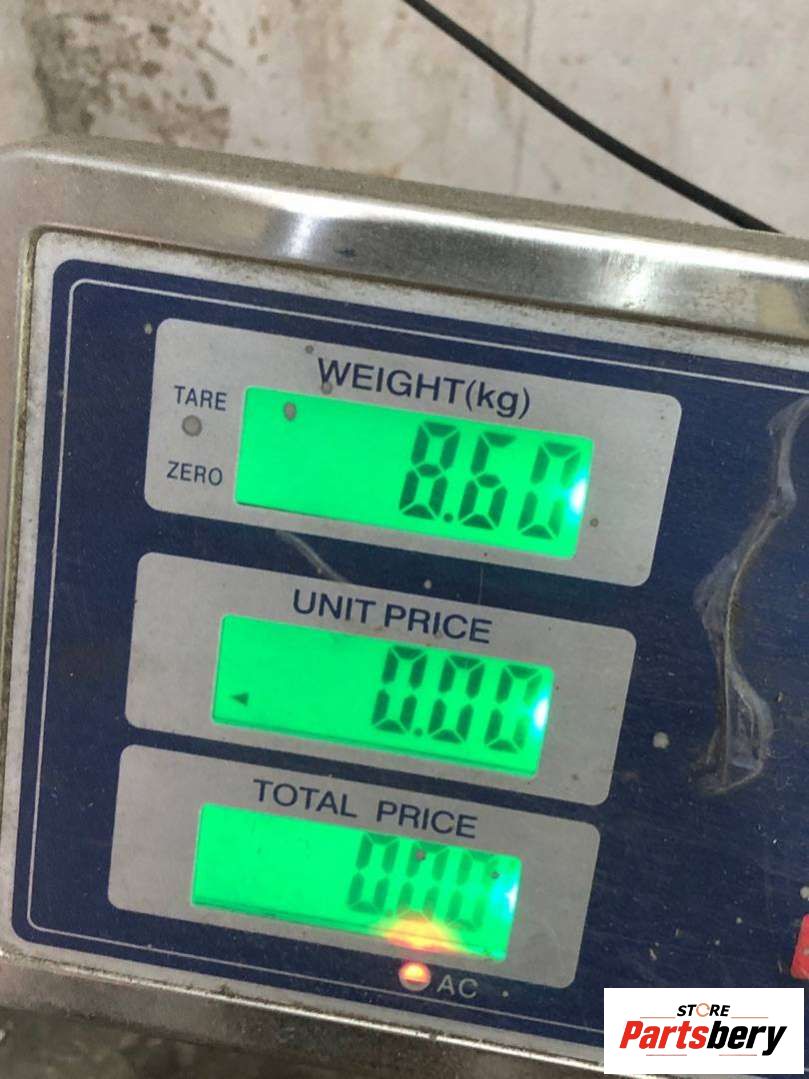 WEIGHT(kg)
TARE
ZERO
8.60
UNIT PRICE
0.00
TOTAL PRICE
0.00
AC
STORE
Partsbery